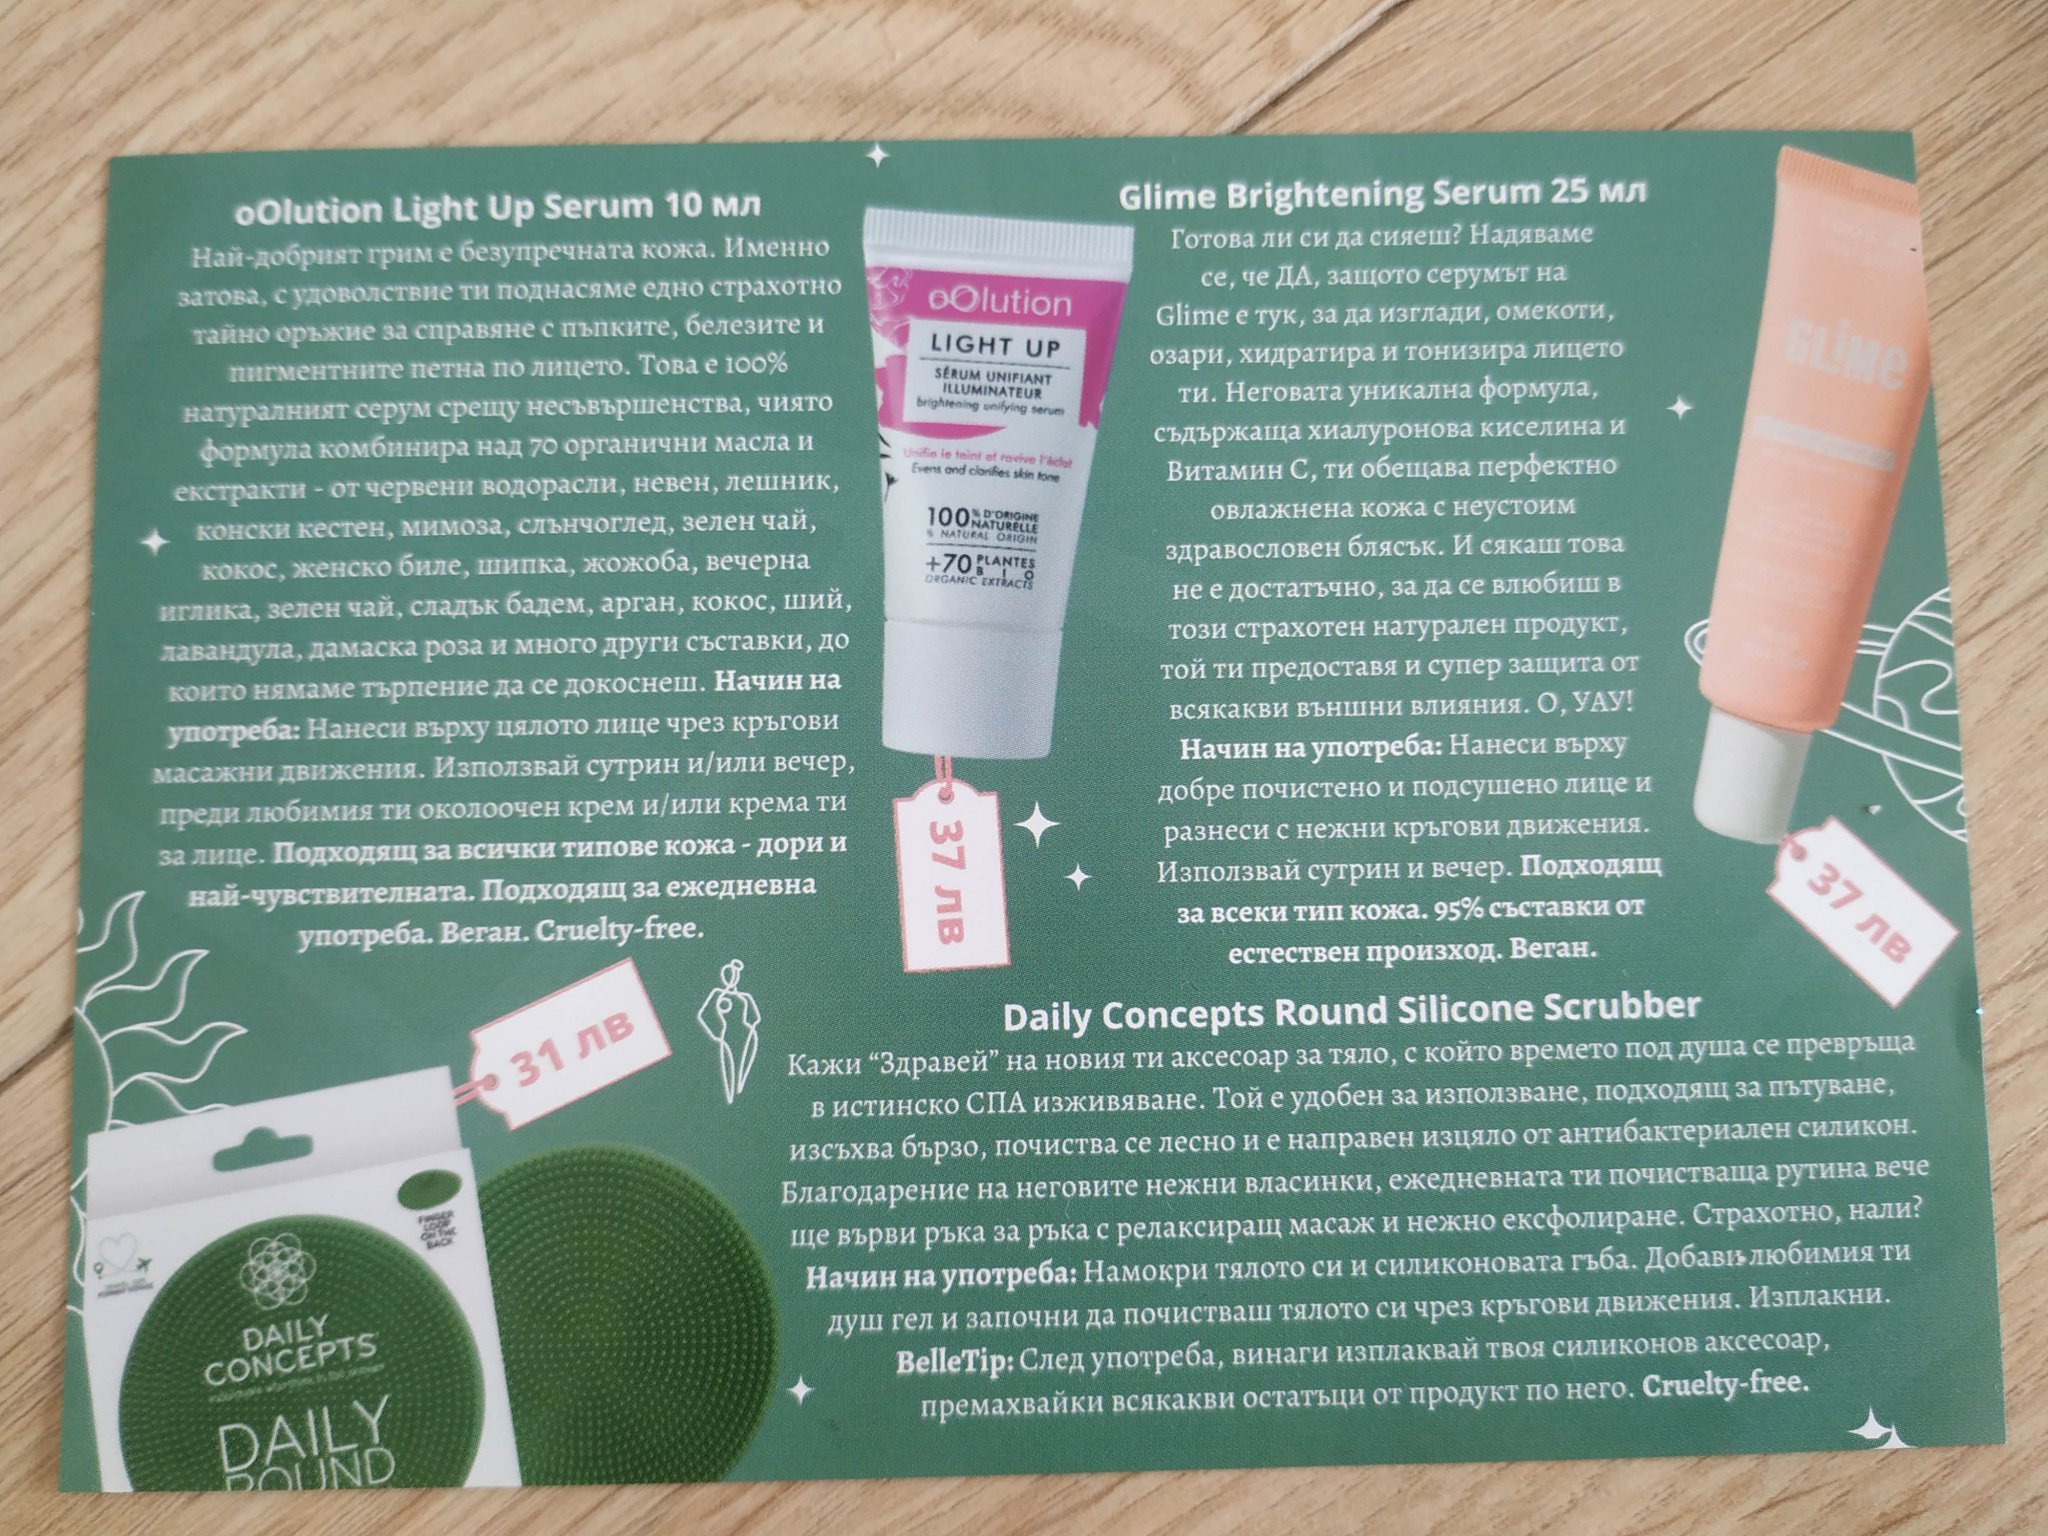 oOlution Light Up Serum 10 мл
Най-добрият грим е безупречната кожа. Именно
затова, с удоволствие ти поднасяме едно страхотно
тайно оръжие за справяне с пъпките, белезите и
пигментните петна по лицето. Това е 100%
натуралният серум срещу несъвършенства, чиято
формула комбинира над 70 органични масла и
екстракти - от червени водорасли, невен, лешник,
конски кестен, мимоза, слънчоглед, зелен чай,
кокос, женско биле, шипка, жожоба, вечерна
иглика, зелен чай, сладък бадем, арган, кокос, ший,
лавандула, дамаска роза и много други съставки, до
които нямаме търпение да се докоснеш. Начин на
употреба: Нанеси върху цялото лице чрез кръгови
масажни движения. Използвай сутрин и/или вечер,
преди любимия ти околоочен крем и/или крема ти
за лице. Подходящ за всички типове кожа - дори и
най-чувствителната. Подходящ за ежедневна
употреба. Веган. Cruelty-free.
oOlution
LIGHT UP
SÉRUM UNIFIANT
ILLUMINATEUR
brightening unifying serum
Unifie le teint et ravive l'éclat
Evens and clarifies skin tone
100% D'ORIGINE
NATURELLE
% NATURAL ORIGIN
+70 PLANTES
BIO
ORGANIC EXTRACTS
37 лв
Glime Brightening Serum 25 мл
Готова ли си да сияеш? Надяваме
се, че ДА, защото серумът на
Glime е тук, за да изглади, омекоти,
озари, хидратира и тонизира лицето
ти. Неговата уникална формула,
съдържаща хиалуронова киселина и
Витамин С, ти обещава перфектно
овлажнена кожа с неустоим
здравословен блясък. И сякаш това
не е достатъчно, за да се влюбиш в
този страхотен натурален продукт,
той ти предоставя и супер защита от
всякакви външни влияния. О, УАУ!
Начин на употреба: Нанеси върху
добре почистено и подсушено лице и
разнеси с нежни кръгови движения.
Използвай сутрин и вечер. Подходящ
за всеки тип кожа. 95% съставки от
естествен произход. Веган.
GLiMe
37 лв
Daily Concepts Round Silicone Scrubber
Кажи “Здравей” на новия ти аксесоар за тяло, с който времето под душа се превръща
в истинско СПА изживяване. Той е удобен за използване, подходящ за пътуване,
изсъхва бързо, почиства се лесно и е направен изцяло от антибактериален силикон.
Благодарение на неговите нежни власинки, ежедневната ти почистваща рутина вече
ще върви ръка за ръка с релаксиращ масаж и нежно ексфолиране. Страхотно, нали?
Начин на употреба: Намокри тялото си и силиконовата гъба. Добави любимия ти
душ гел и започни да почистваш тялото си чрез кръгови движения. Изплакни.
BelleTip: След употреба, винаги изплаквай твоя силиконов аксесоар,
премахвайки всякакви остатъци от продукт по него. Cruelty-free.
31 лв
FINGER
LOOP
ON THE
BACK
DAILY
CONCEPTS
DAILY
ROUND